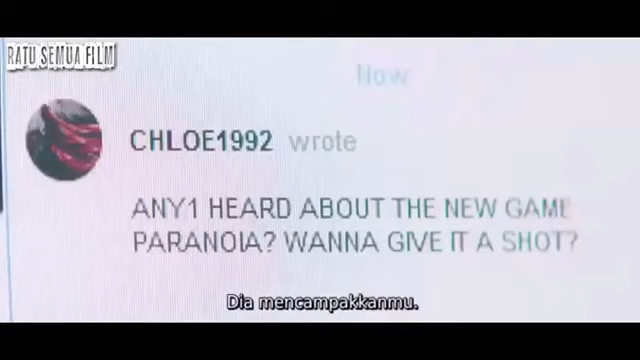 RATU SEMUA FILM
Now
CHLOE1992 wrote
ANY1 HEARD ABOUT THE NEW GAME
PARANOIA? WANNA GIVE IT A SHOT?
Dia mencampakkanmu.